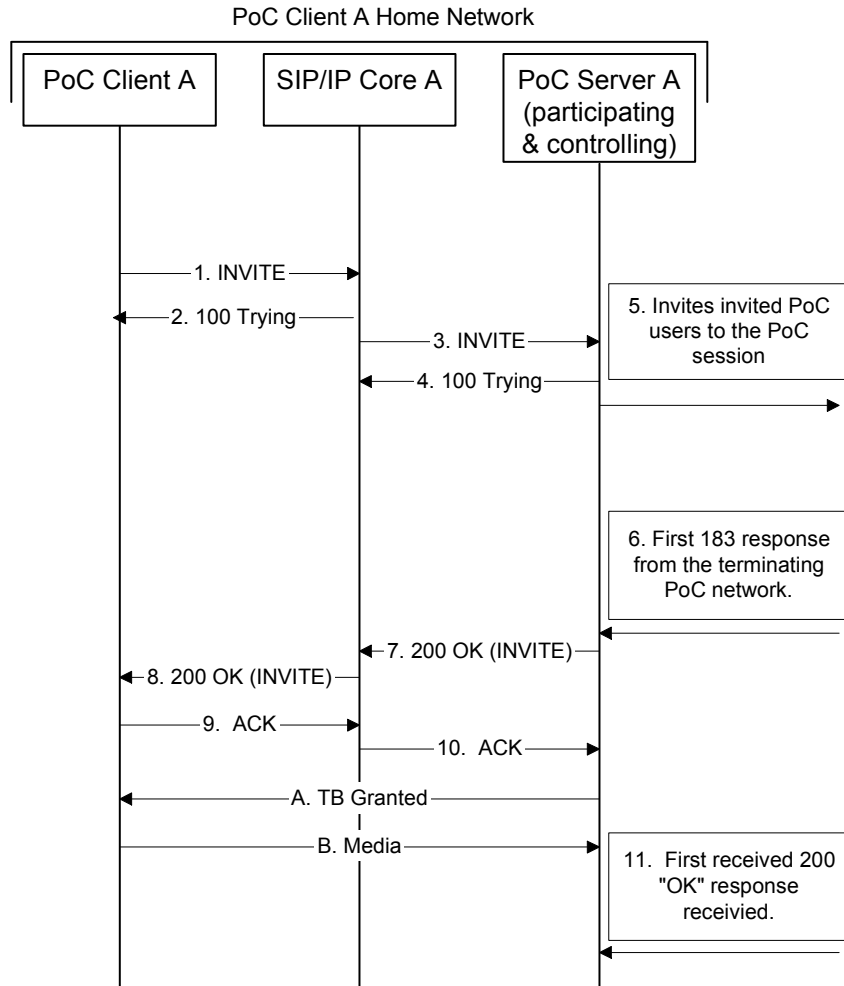 PoC Client A Home Network
PoC Client A
SIP/IP Core A
PoC Server A
(participating
& controlling)
1. INVITE
2. 100 Trying
3. INVITE
4. 100 Trying
5. Invites invited PoC
users to the PoC
session
6. First 183 response
from the terminating
PoC network.
7. 200 OK (INVITE)
8. 200 OK (INVITE)
9.  ACK
10.  ACK
A. TB Granted
B. Media
11.  First received 200
"OK" response
receivied.